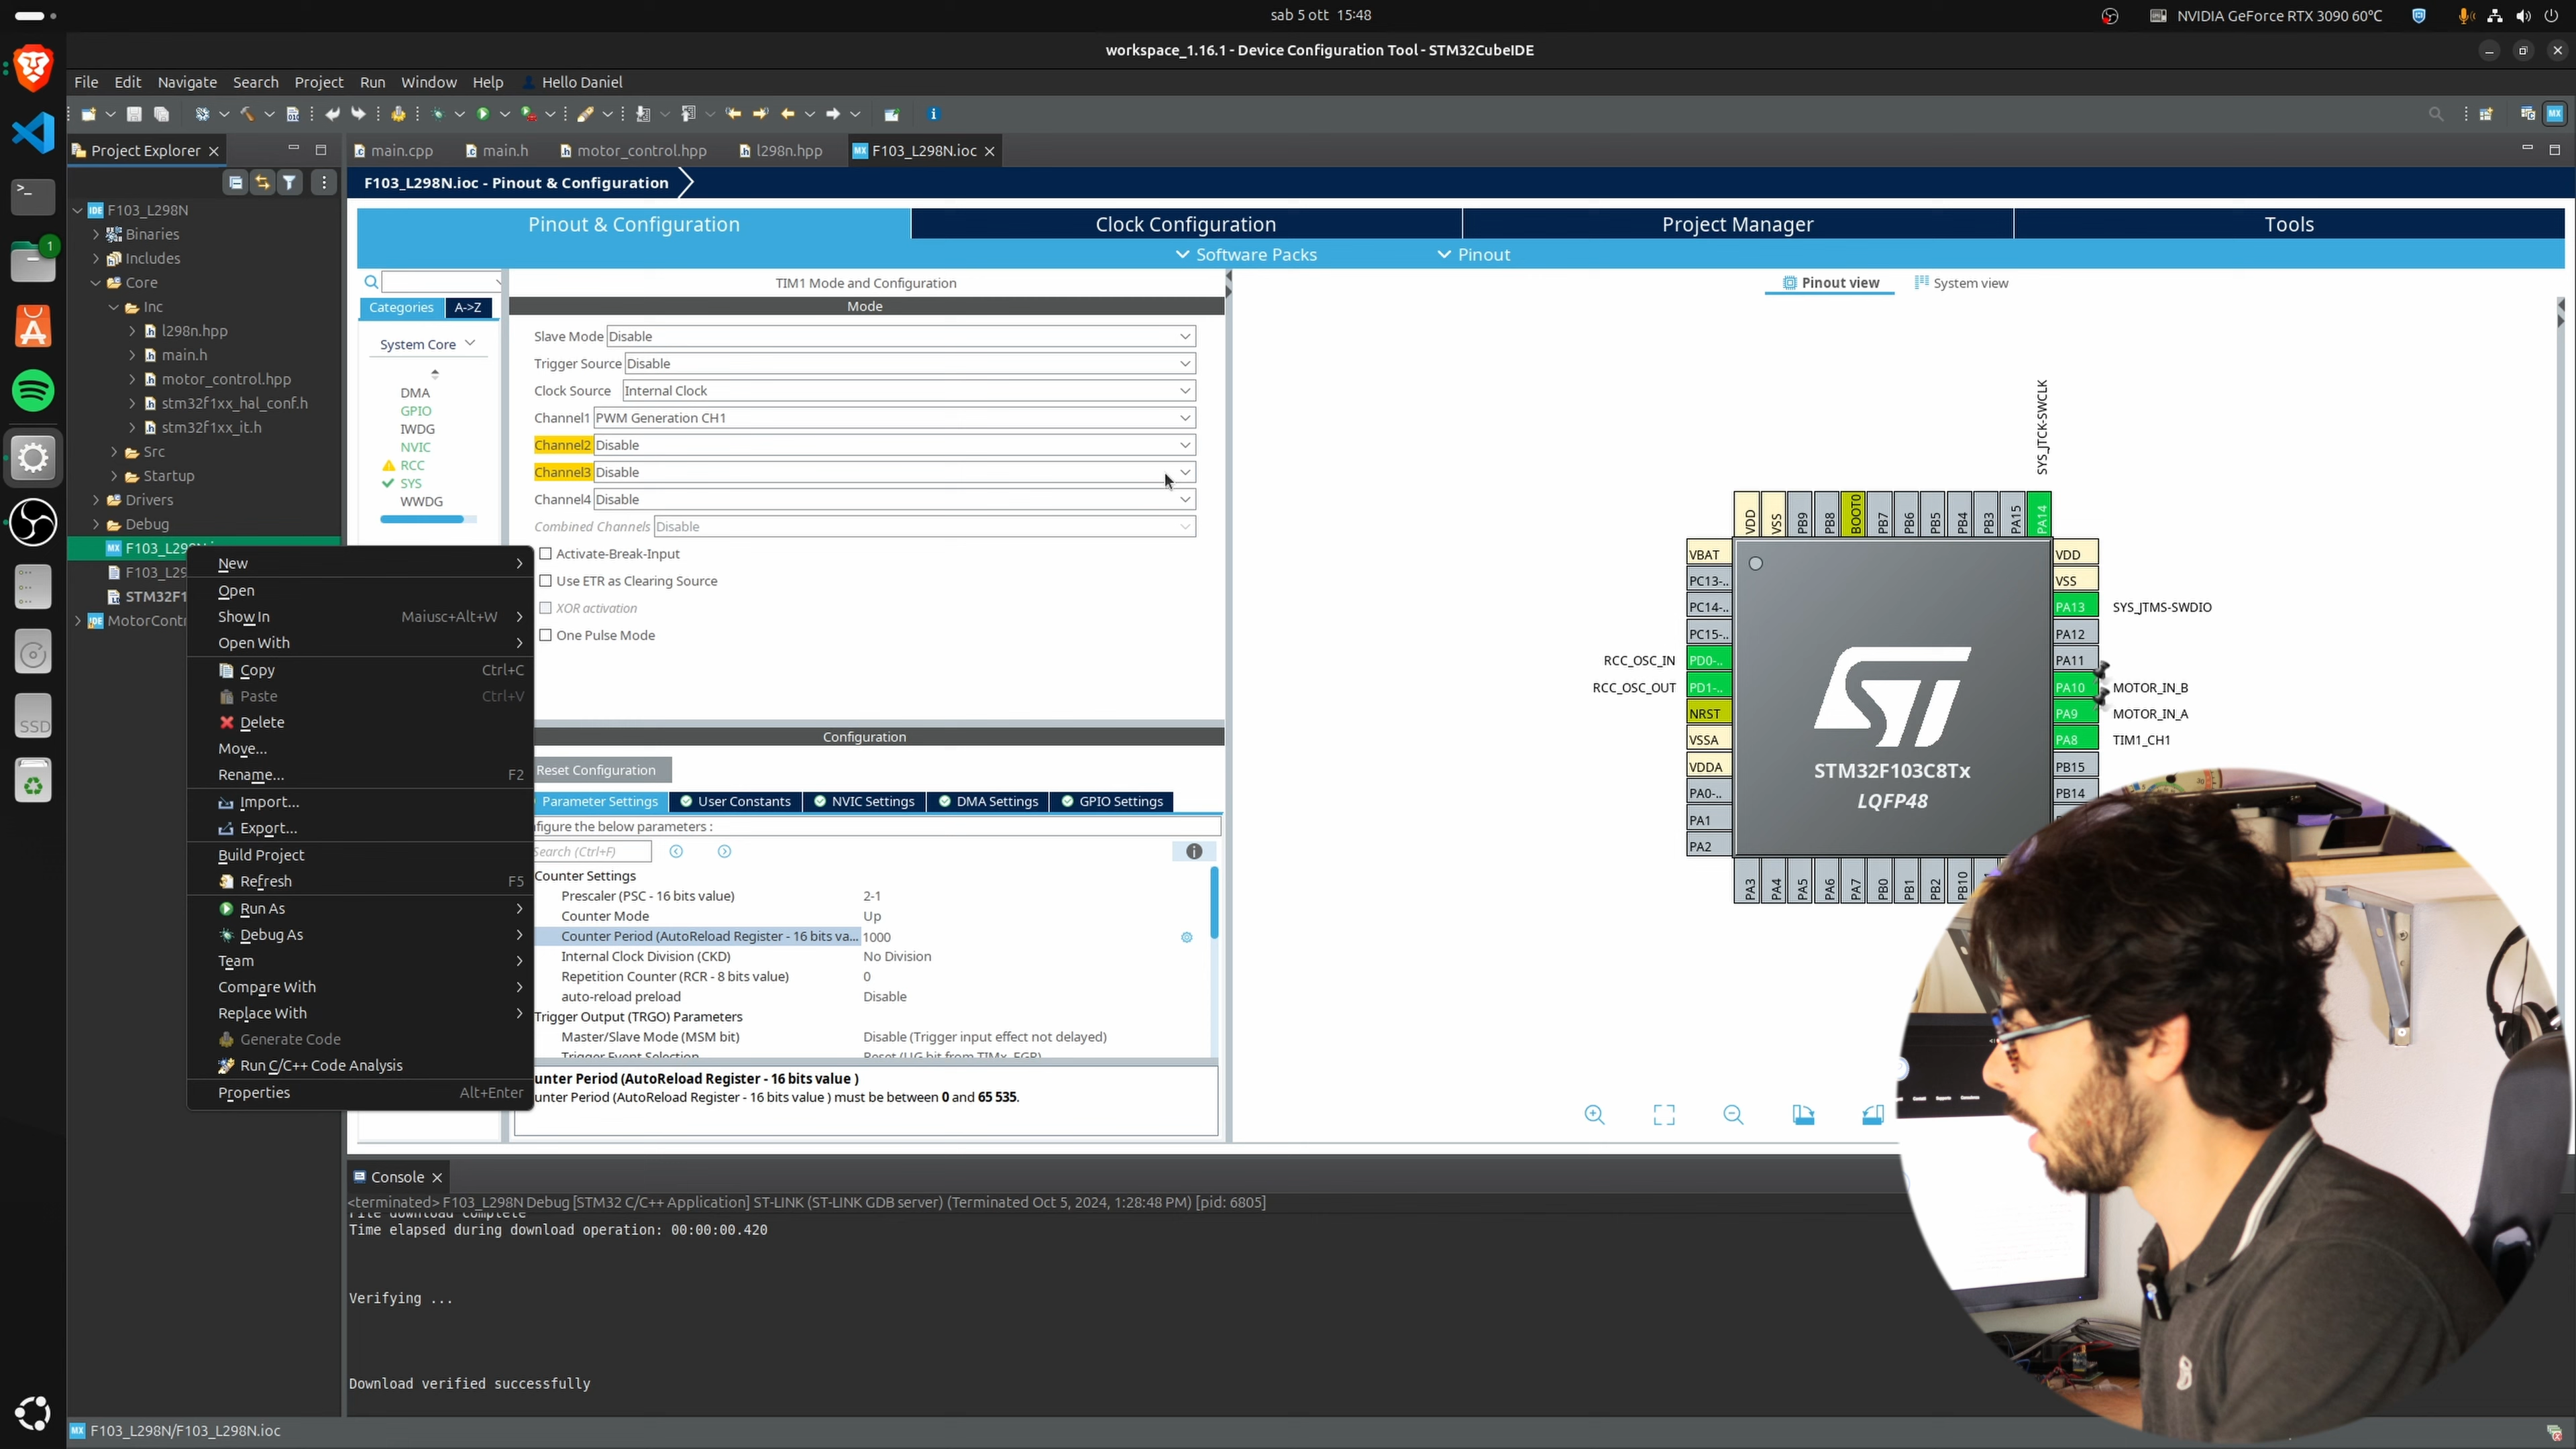 sab 5 ott 15:48
NVIDIA GeForce RTX 3090 60°C
workspace_1.16.1 - Device Configuration Tool - STM32CubeIDE
File Edit Navigate Search Project Run Window Help Hello Daniel
Project Explorer
main.cpp
main.h
motor_control.hpp
l298n.hpp
F103_L298N.ioc
F103_L298N.ioc - Pinout & Configuration
Pinout & Configuration
Clock Configuration
Project Manager
Tools
Software Packs
Pinout
F103_L298N
Binaries
Includes
Core
Inc
l298n.hpp
main.h
motor_control.hpp
stm32f1xx_hal_conf.h
stm32f1xx_it.h
Src
Startup
Drivers
Debug
MotorContr
New
Open
Show In Maiusc+Alt+W
Open With
Copy Ctrl+C
Paste Ctrl+V
Delete
Move...
Rename... F2
Import...
Export...
Build Project
Refresh F5
Run As
Debug As
Team
Compare With
Replace With
Generate Code
Run C/C++ Code Analysis
Properties Alt+Enter
Categories A->Z
System Core
DMA
GPIO
IWDG
NVIC
RCC
SYS
WWDG
TIM1 Mode and Configuration
Mode
Slave Mode Disable
Trigger Source Disable
Clock Source Internal Clock
Channel1 PWM Generation CH1
Channel2 Disable
Channel3 Disable
Channel4 Disable
Combined Channels Disable
Activate-Break-Input
Use ETR as Clearing Source
XOR activation
One Pulse Mode
Configuration
Reset Configuration
Parameter Settings
User Constants
NVIC Settings
DMA Settings
GPIO Settings
figure the below parameters :
Search (Ctrl+F)
Counter Settings
Prescaler (PSC - 16 bits value) 2-1
Counter Mode Up
Counter Period (AutoReload Register - 16 bits va... 1000
Internal Clock Division (CKD) No Division
Repetition Counter (RCR - 8 bits value) 0
auto-reload preload Disable
Trigger Output (TRGO) Parameters
Master/Slave Mode (MSM bit) Disable (Trigger input effect not delayed)
Trigger Event Selection Reset (UG bit from TIMx_EGR)
unter Period (AutoReload Register - 16 bits value )
unter Period (AutoReload Register - 16 bits value ) must be between 0 and 65 535.
Pinout view
System view
SYS_JTCK-SWCLK
VDD VSS PB9 PB8 BOOT0 PB7 PB6 PB5 PB4 PB3 PA15 PA14
VBAT
PC13-..
PC14-..
PC15-..
RCC_OSC_IN PD0-..
RCC_OSC_OUT PD1-..
NRST
VSSA
VDDA
PA0-..
PA1
PA2
VDD
VSS
PA13 SYS_JTMS-SWDIO
PA12
PA11
PA10 MOTOR_IN_B
PA9 MOTOR_IN_A
PA8 TIM1_CH1
PB15
PB14
PA3 PA4 PA5 PA6 PA7 PB0 PB1 PB2 PB10
ST
STM32F103C8Tx
LQFP48
Console
<terminated> F103_L298N Debug [STM32 C/C++ Application] ST-LINK (ST-LINK GDB server) (Terminated Oct 5, 2024, 1:28:48 PM) [pid: 6805]
File download complete
Time elapsed during download operation: 00:00:00.420
Verifying ...
Download verified successfully
F103_L298N/F103_L298N.ioc